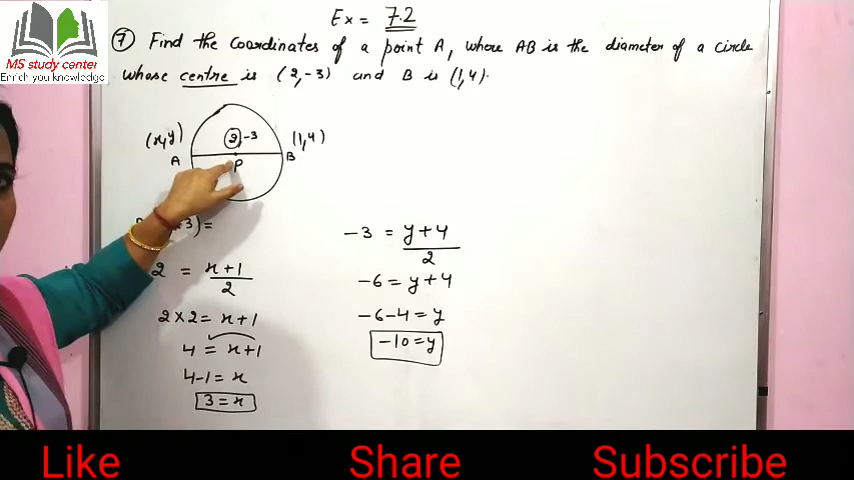 Ex = 7.2
MS study center
Enrich you knowledge
⑦ Find the coordinates of a point A, where AB is the diameter of a circle
whose centre is (2,-3) and B is (1,4).
(x,y)
2,-3
(1,4)
A
P
B
3) =
2 = x+1/2
2×2 = x+1
4 = x+1
4-1 = x
3 = x
-3 = y+4/2
-6 = y+4
-6-4 = y
-10 = y
Like
Share
Subscribe